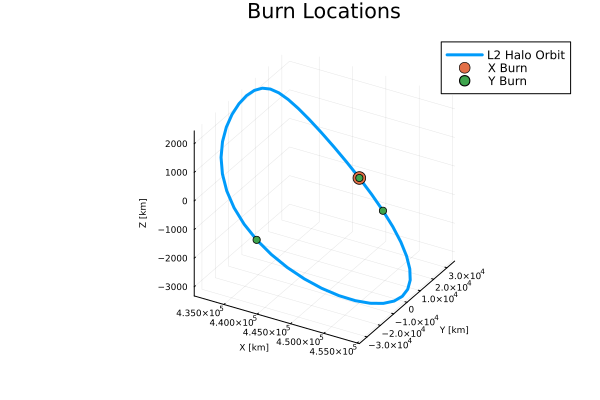 Burn Locations
L2 Halo Orbit
X Burn
Y Burn
2000
1000
0
−1000
−2000
−3000
Z [km]
4.350×10⁵
4.400×10⁵
4.450×10⁵
4.500×10⁵
4.550×10⁵
X [km]
3.0×10⁴
2.0×10⁴
1.0×10⁴
0
−1.0×10⁴
−2.0×10⁴
−3.0×10⁴
Y [km]